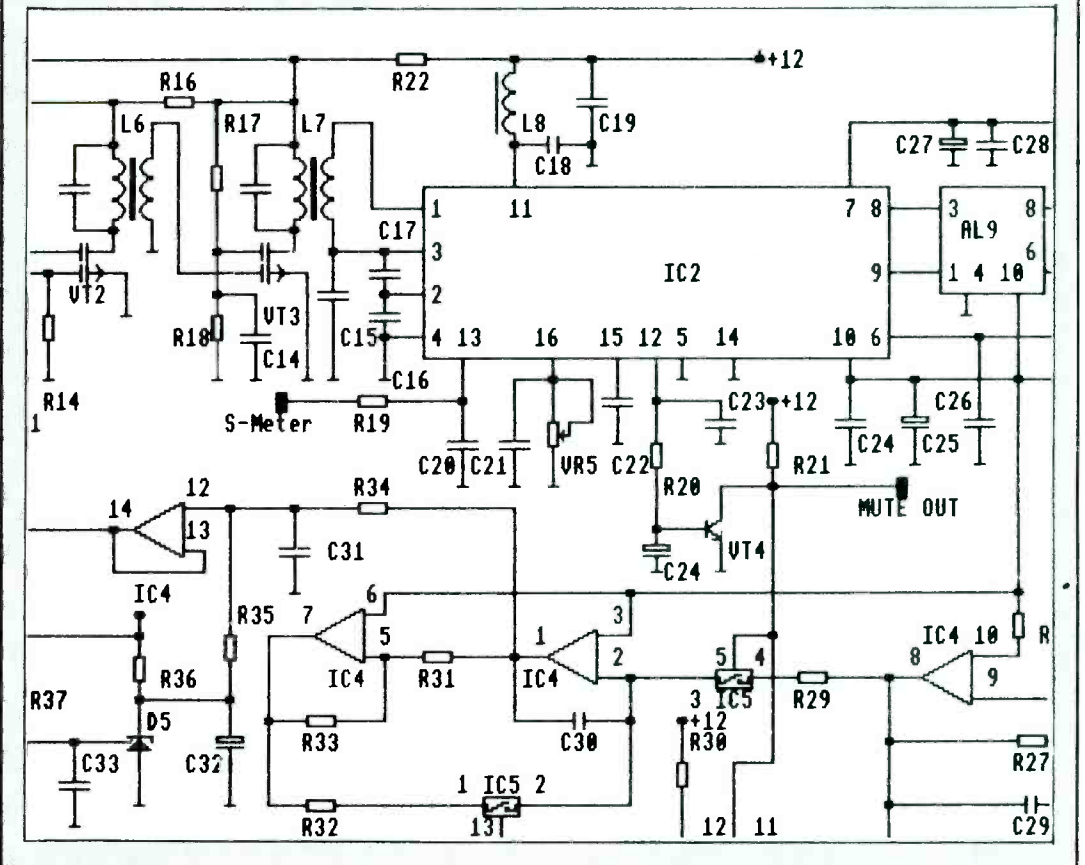 +12
R16
R22
L6
R17
L7
L8
C19
C18
C27
C28
1
11
7
8
3
8
C17
3
AL9
6
IC2
2
9
1
4
10
VT2
R18
VT3
C15
4
13
16
15
12
5
14
10
6
C14
R14
C16
1
S-Meter
R19
C23
+12
C26
C20
C21
VR5
C22
R20
R21
C24
C25
MUTE OUT
14
12
13
R34
C31
VT4
C24
IC4
R35
7
6
5
1
3
2
IC4
R31
IC4
5
4
3
IC5
R29
8
IC4
10
9
R
R37
R36
D5
R33
C30
+12
R30
R27
C33
C32
R32
1
IC5
2
13
12
11
C29